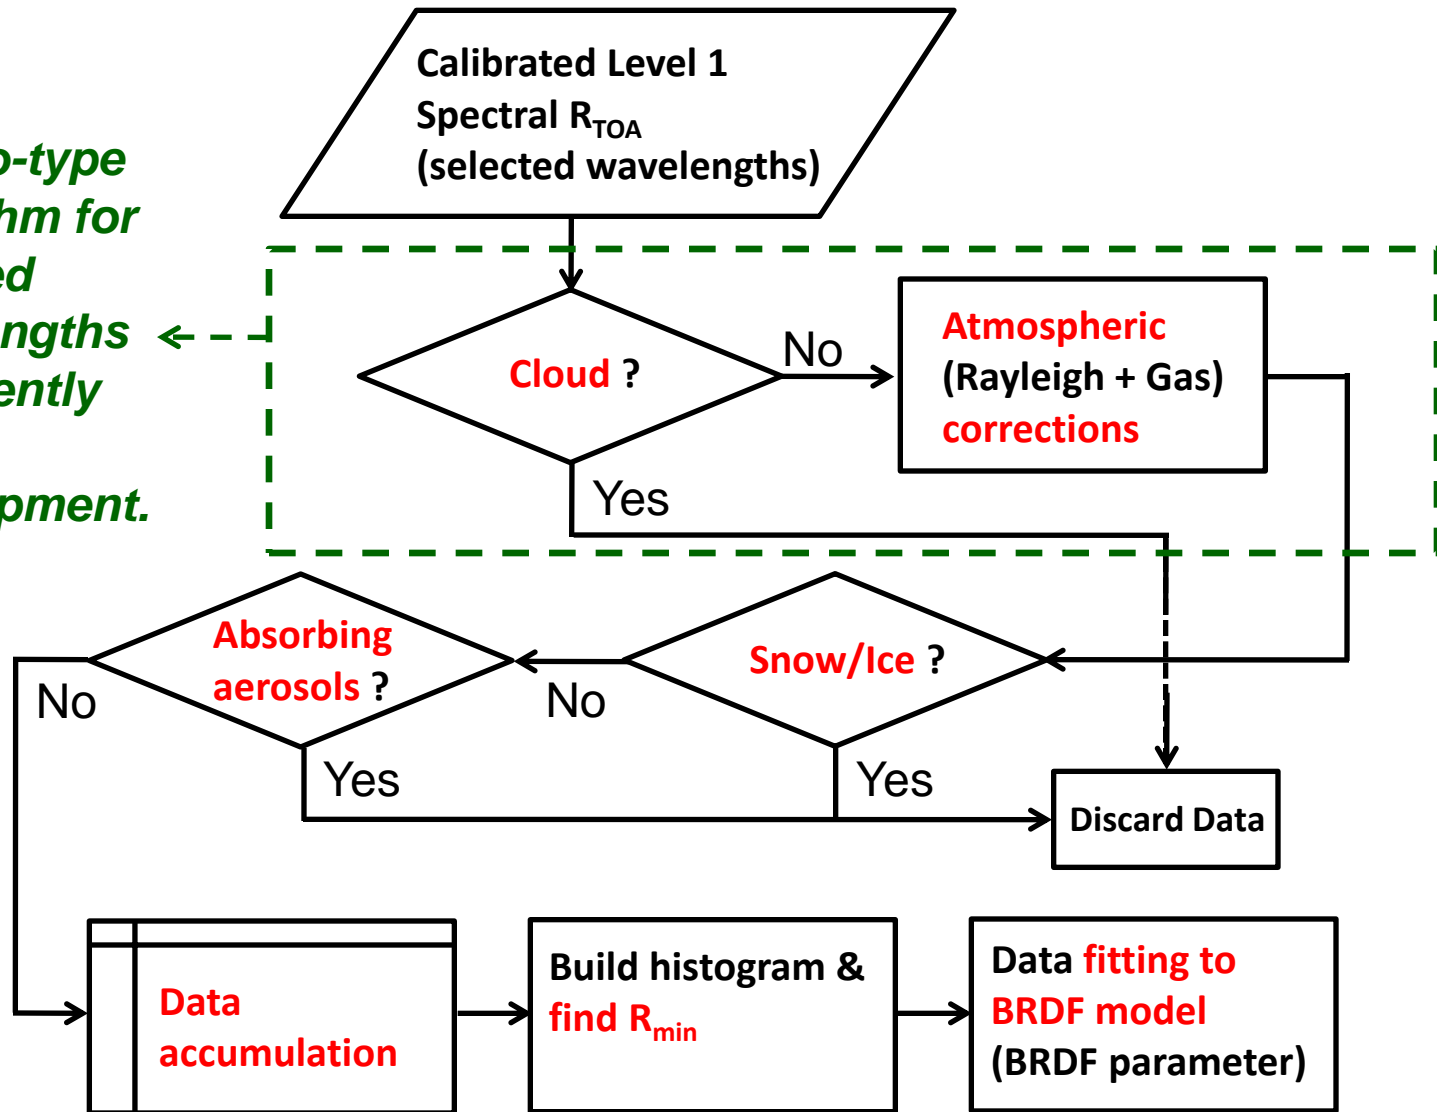 Calibrated Level 1
Spectral R_TOA
(selected wavelengths)
o-type
hm for
ed
ngths
ently
pment.
Cloud ?
No
Yes
Atmospheric
(Rayleigh + Gas)
corrections
Snow/Ice ?
No
Yes
Absorbing
aerosols ?
No
Yes
Discard Data
Data
accumulation
Build histogram &
find R_min
Data fitting to
BRDF model
(BRDF parameter)